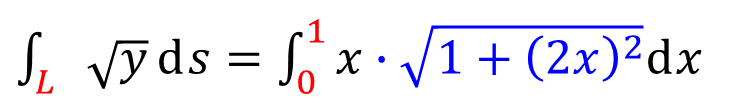 ∫_L √y ds = ∫_0^1 x · √(1 + (2x)²) dx